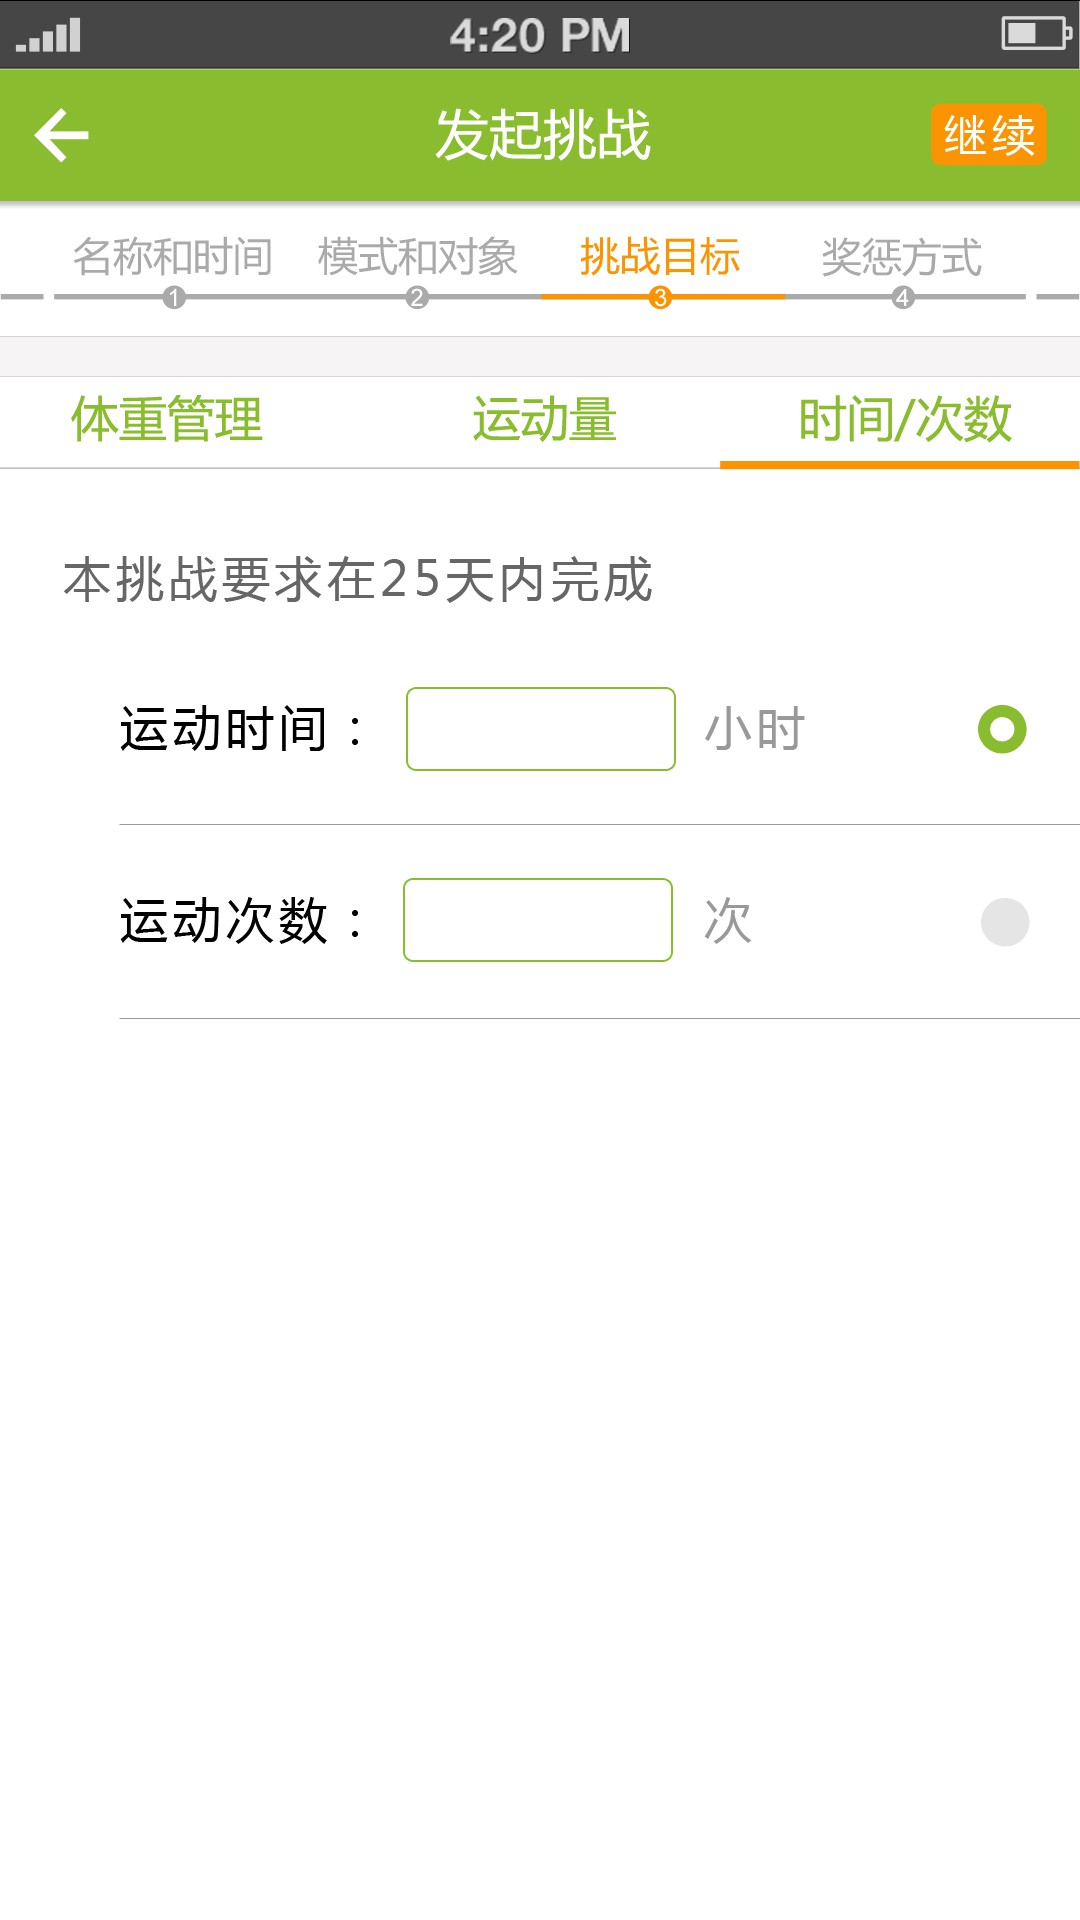 4:20 PM
发起挑战
继续
名称和时间 模式和对象 挑战目标 奖惩方式
1 2 3 4
体重管理 运动量 时间/次数
本挑战要求在25天内完成
运动时间： 小时
运动次数： 次